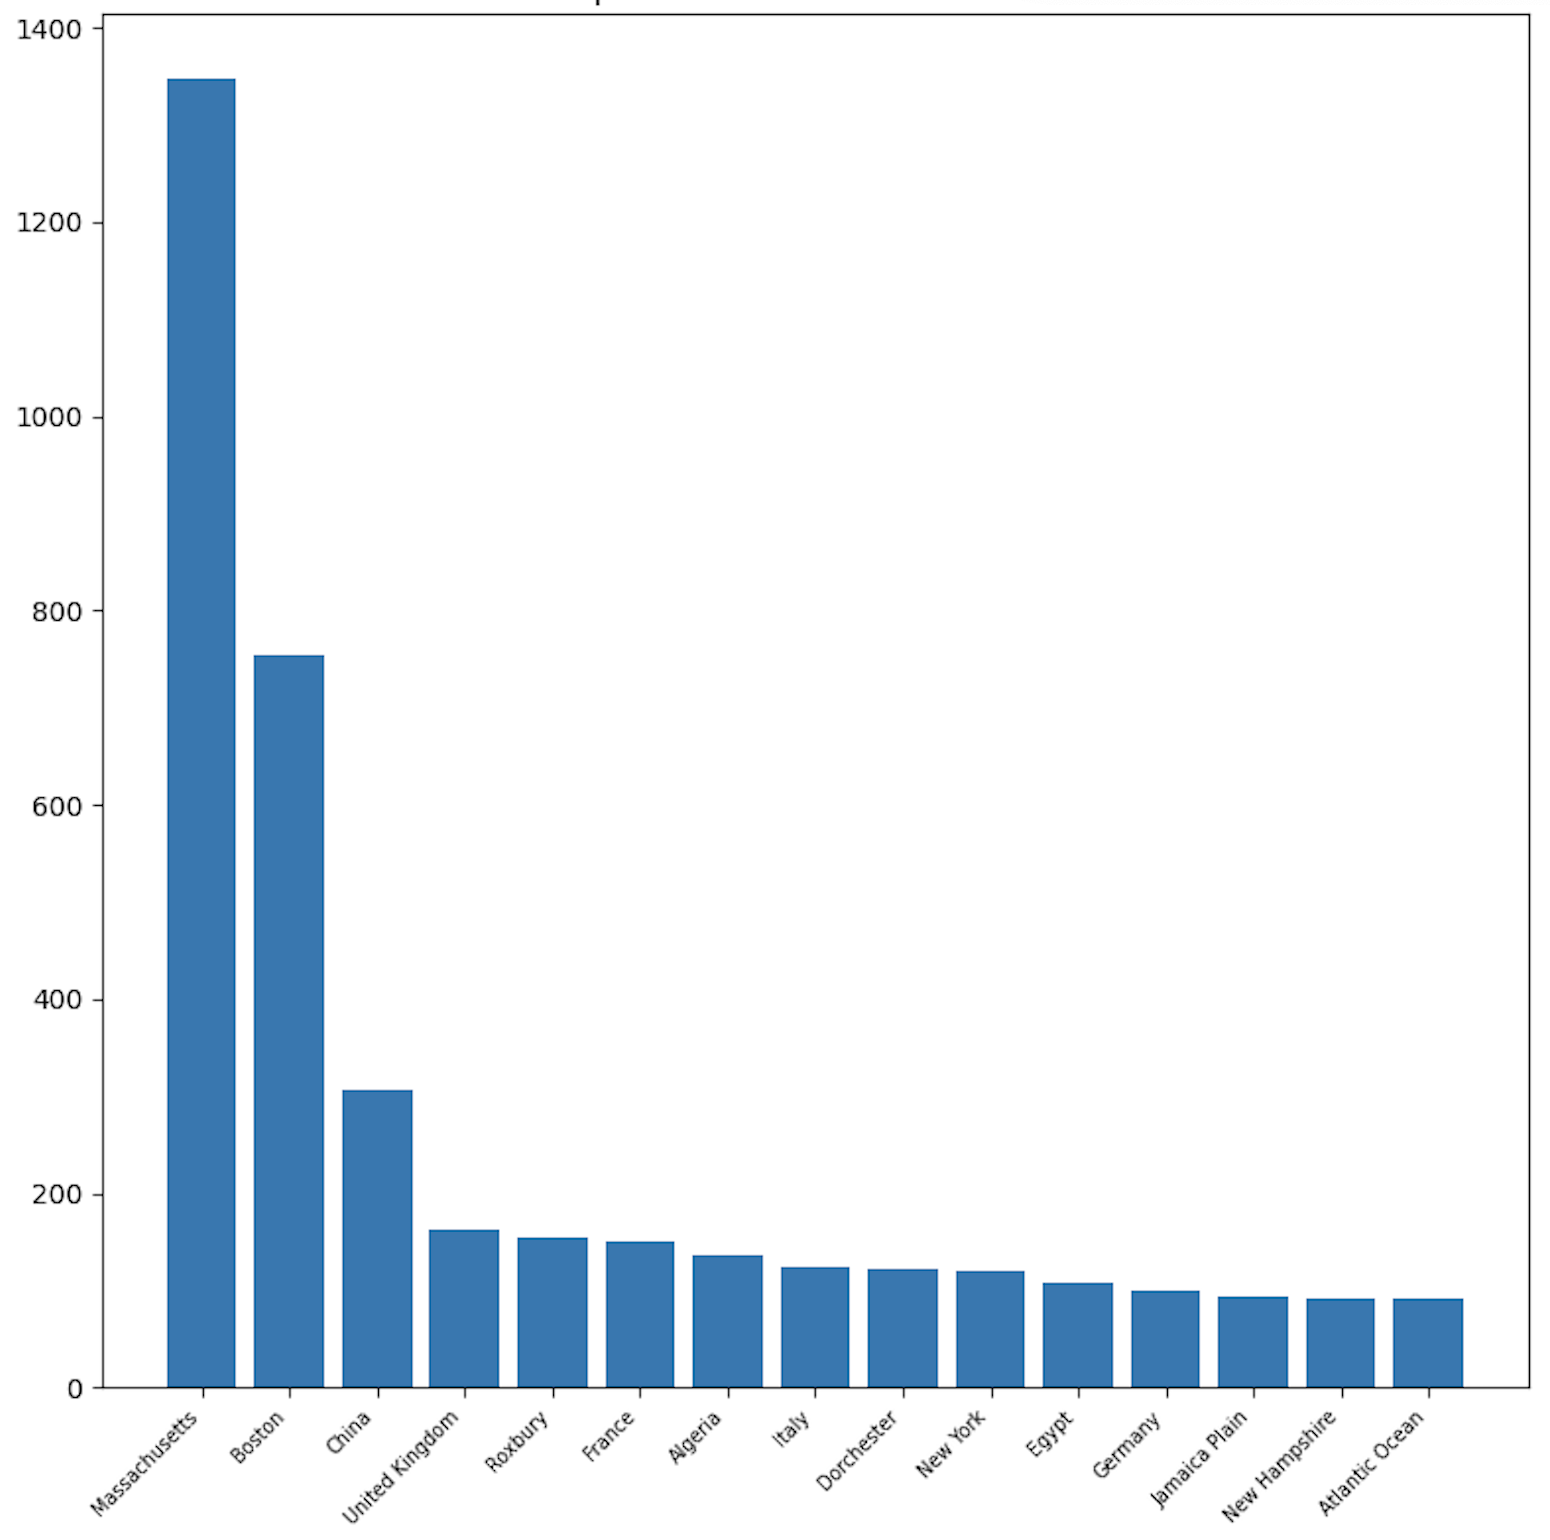 1400
1200
1000
800
600
400
200
0
Massachusetts
Boston
China
United Kingdom
Roxbury
France
Algeria
Italy
Dorchester
New York
Egypt
Germany
Jamaica Plain
New Hampshire
Atlantic Ocean